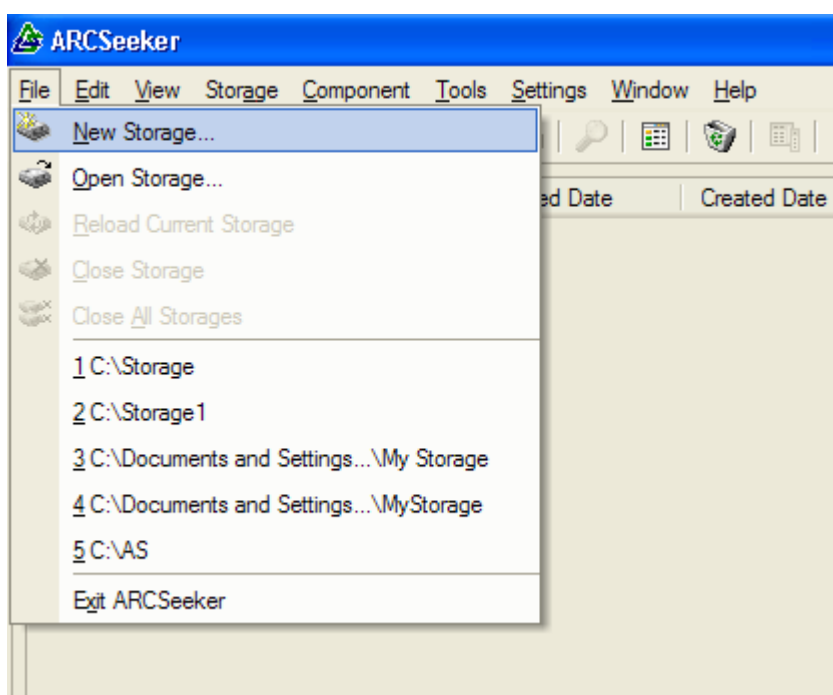 ARCSeeker
File Edit View Storage Component Tools Settings Window Help
New Storage...
Open Storage...
ed Date Created Date
Reload Current Storage
Close Storage
Close All Storages
1 C:\Storage
2 C:\Storage1
3 C:\Documents and Settings...\My Storage
4 C:\Documents and Settings...\MyStorage
5 C:\AS
Exit ARCSeeker